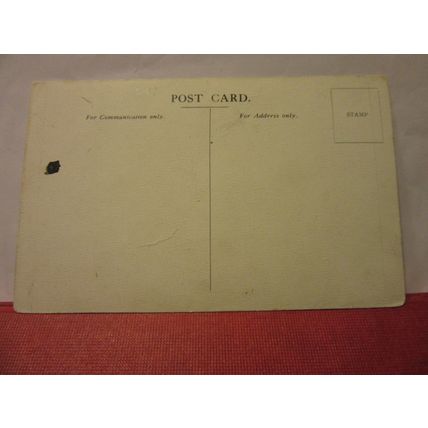 POST CARD.
For Communication only.
For Address only.
STAMP